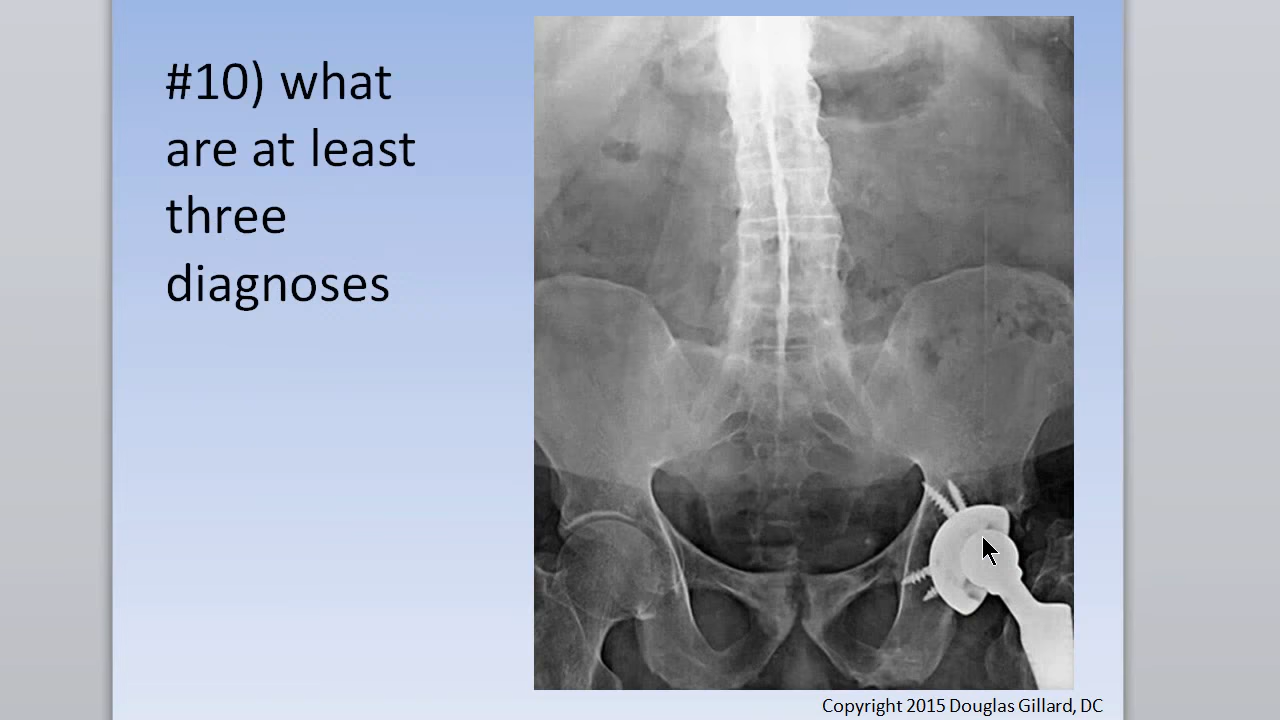 #10) what
are at least
three
diagnoses
Copyright 2015 Douglas Gillard, DC